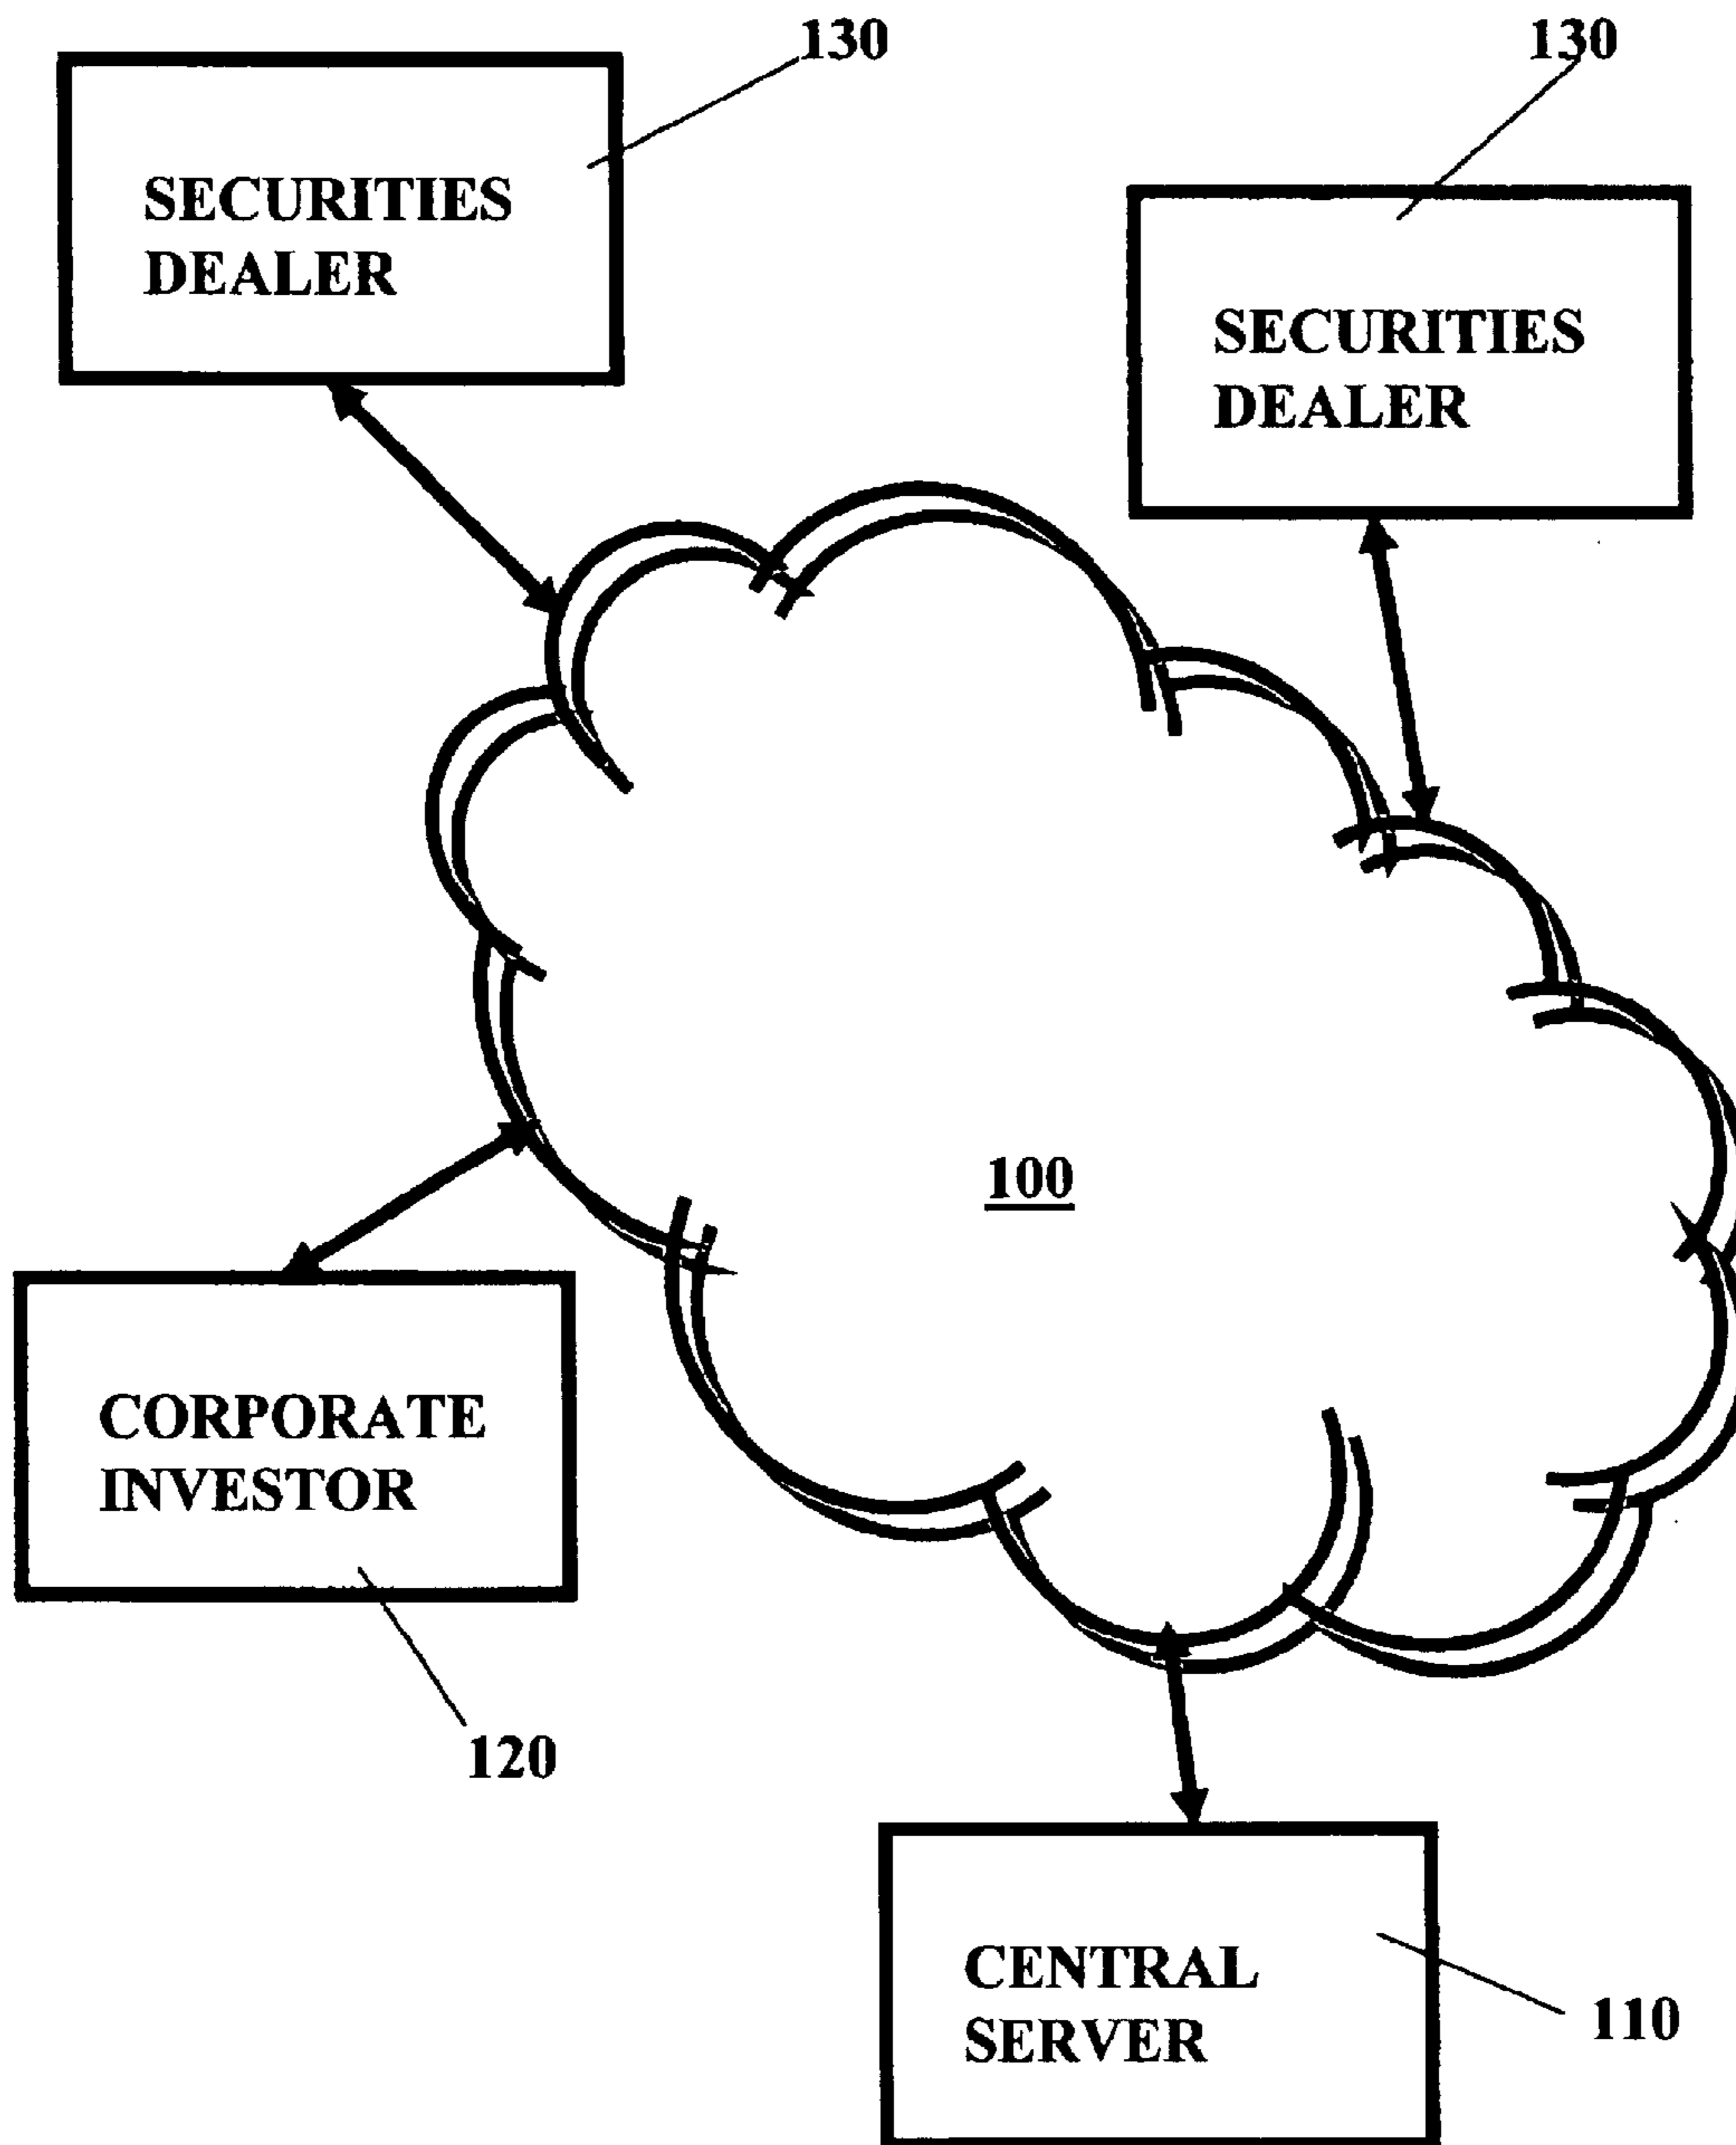 130
130
SECURITIES
DEALER
SECURITIES
DEALER
100
CORPORATE
INVESTOR
120
CENTRAL
SERVER
110